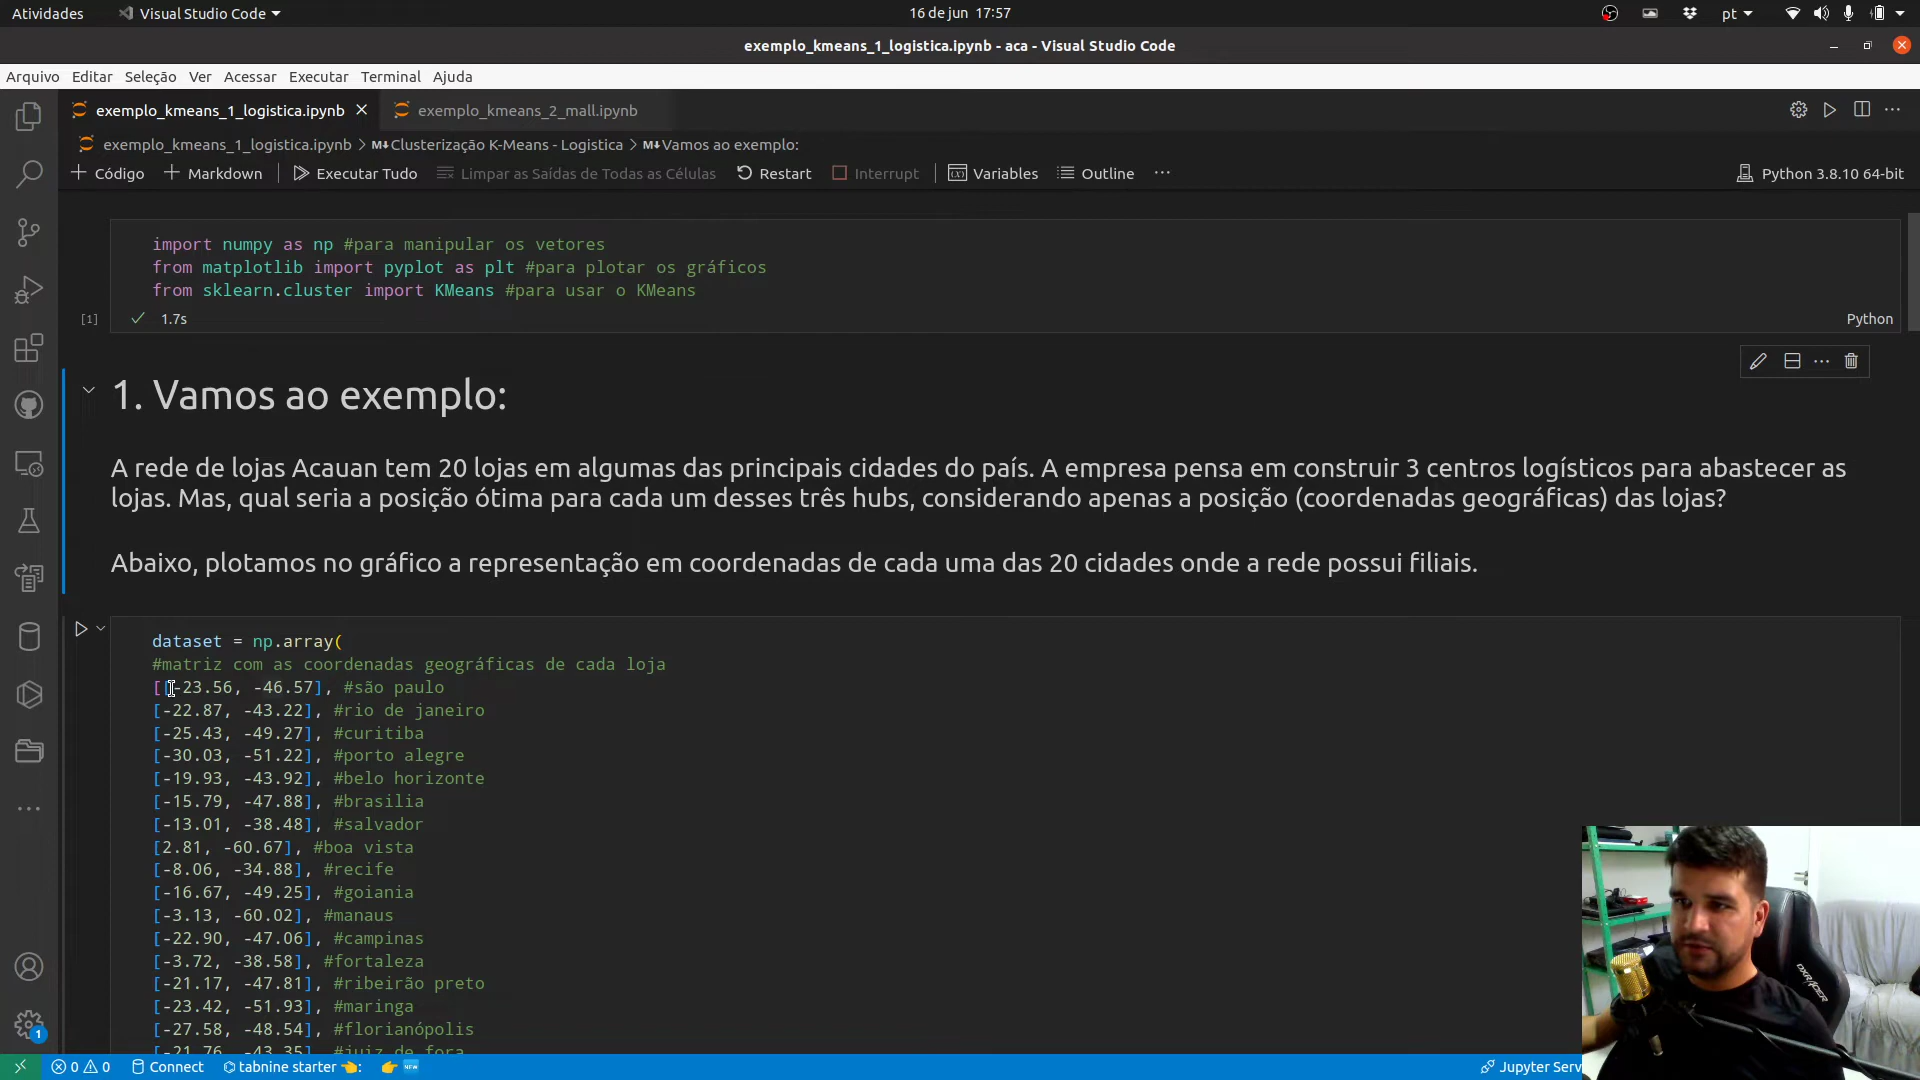 Atividades
Visual Studio Code
16 de jun 17:57
pt
exemplo_kmeans_1_logistica.ipynb - aca - Visual Studio Code
Arquivo Editar Seleção Ver Acessar Executar Terminal Ajuda
exemplo_kmeans_1_logistica.ipynb
exemplo_kmeans_2_mall.ipynb
exemplo_kmeans_1_logistica.ipynb > M↓Clusterização K-Means - Logistica > M↓Vamos ao exemplo:
Código
Markdown
Executar Tudo
Limpar as Saídas de Todas as Células
Restart
Interrupt
Variables
Outline
Python 3.8.10 64-bit
import numpy as np #para manipular os vetores
from matplotlib import pyplot as plt #para plotar os gráficos
from sklearn.cluster import KMeans #para usar o KMeans
[1]
1.7s
Python
1. Vamos ao exemplo:
A rede de lojas Acauan tem 20 lojas em algumas das principais cidades do país. A empresa pensa em construir 3 centros logísticos para abastecer as
lojas. Mas, qual seria a posição ótima para cada um desses três hubs, considerando apenas a posição (coordenadas geográficas) das lojas?
Abaixo, plotamos no gráfico a representação em coordenadas de cada uma das 20 cidades onde a rede possui filiais.
dataset = np.array(
#matriz com as coordenadas geográficas de cada loja
[[-23.56, -46.57], #são paulo
[-22.87, -43.22], #rio de janeiro
[-25.43, -49.27], #curitiba
[-30.03, -51.22], #porto alegre
[-19.93, -43.92], #belo horizonte
[-15.79, -47.88], #brasilia
[-13.01, -38.48], #salvador
[2.81, -60.67], #boa vista
[-8.06, -34.88], #recife
[-16.67, -49.25], #goiania
[-3.13, -60.02], #manaus
[-22.90, -47.06], #campinas
[-3.72, -38.58], #fortaleza
[-21.17, -47.81], #ribeirão preto
[-23.42, -51.93], #maringa
[-27.58, -48.54], #florianópolis
[-21.76, -43.35], #juiz de fora
DXRACER
1
0 0 Connect tabnine starter NEW
Jupyter Serv